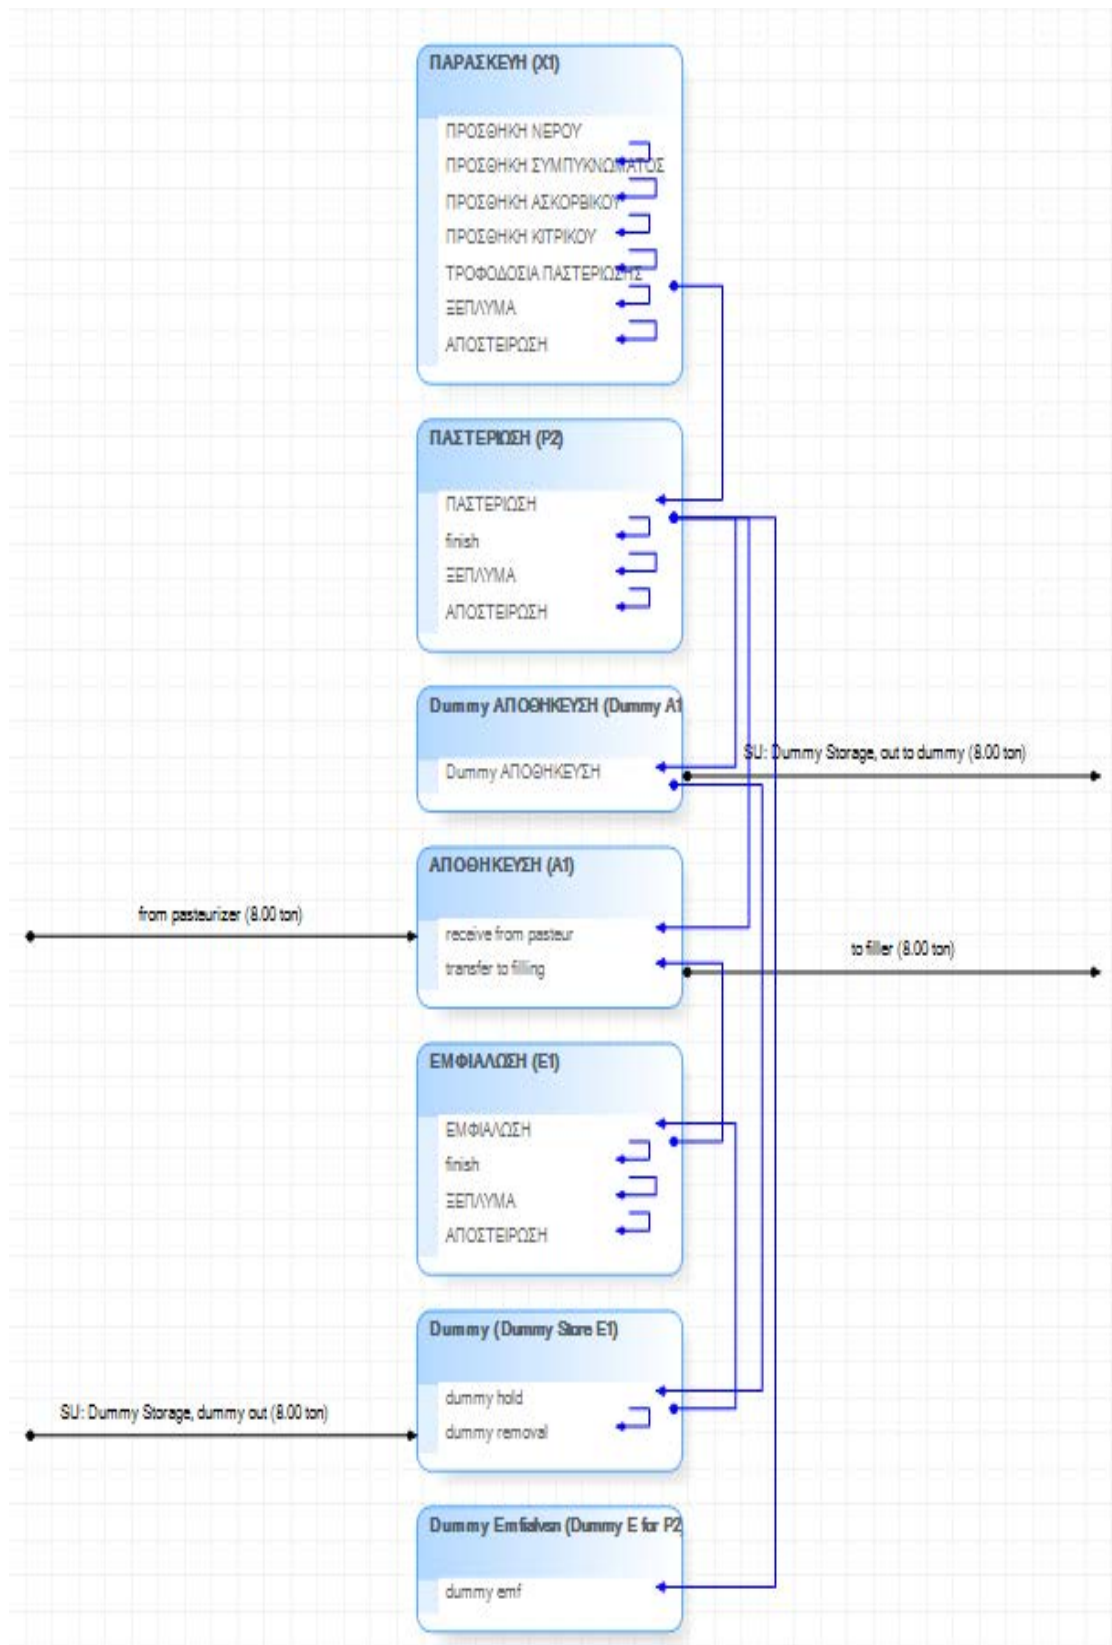 ΠΑΡΑΣΚΕΥΗ (X1)
ΠΡΟΣΘΗΚΗ ΝΕΡΟΥ
ΠΡΟΣΘΗΚΗ ΣΥΜΠΥΚΝΩΜΑΤΟΣ
ΠΡΟΣΘΗΚΗ ΑΣΚΟΡΒΙΚΟΥ
ΠΡΟΣΘΗΚΗ ΚΙΤΡΙΚΟΥ
ΤΡΟΦΟΔΟΣΙΑ ΠΑΣΤΕΡΙΩΣΗΣ
ΞΕΠΛΥΜΑ
ΑΠΟΣΤΕΙΡΩΣΗ
ΠΑΣΤΕΡΙΩΣΗ (P2)
ΠΑΣΤΕΡΙΩΣΗ
finish
ΞΕΠΛΥΜΑ
ΑΠΟΣΤΕΙΡΩΣΗ
Dummy ΑΠΟΘΗΚΕΥΣΗ (Dummy A1
SU: Dummy Storage, out to dummy (8.00 ton)
Dummy ΑΠΟΘΗΚΕΥΣΗ
ΑΠΟΘΗΚΕΥΣΗ (A1)
from pasteurizer (8.00 ton)
receive from pasteur
to filler (8.00 ton)
transfer to filling
ΕΜΦΙΑΛΩΣΗ (E1)
ΕΜΦΙΑΛΩΣΗ
finish
ΞΕΠΛΥΜΑ
ΑΠΟΣΤΕΙΡΩΣΗ
Dummy (Dummy Store E1)
dummy hold
SU: Dummy Storage, dummy out (8.00 ton)
dummy removal
Dummy Emfialvsn (Dummy E for P2
dummy emf